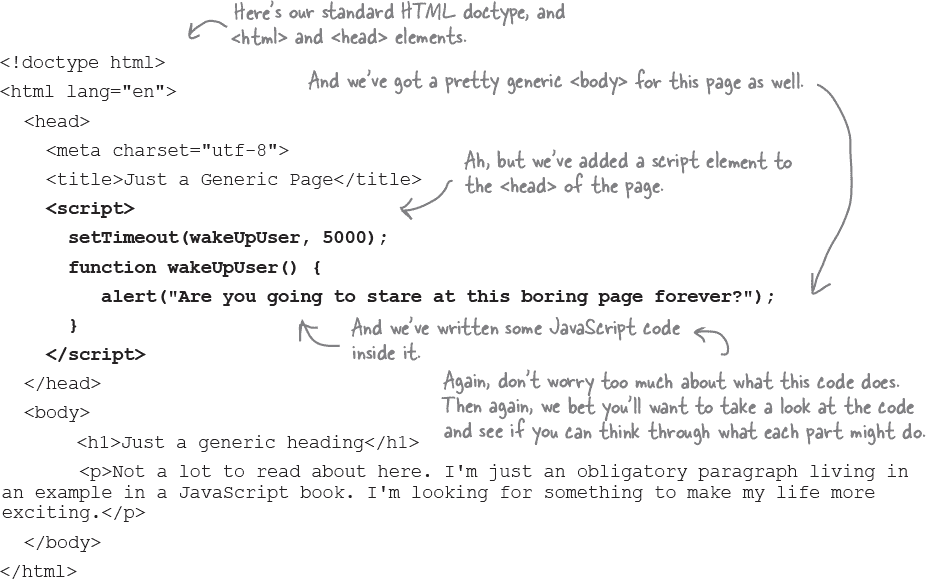 Here's our standard HTML doctype, and
<html> and <head> elements.
<!doctype html>
And we've got a pretty generic <body> for this page as well.
<html lang="en">
<head>
<meta charset="utf-8">
Ah, but we've added a script element to
the <head> of the page.
<title>Just a Generic Page</title>
<script>
setTimeout(wakeUpUser, 5000);
function wakeUpUser() {
alert("Are you going to stare at this boring page forever?");
}
And we've written some JavaScript code
inside it.
</script>
Again, don't worry too much about what this code does.
Then again, we bet you'll want to take a look at the code
and see if you can think through what each part might do.
</head>
<body>
<h1>Just a generic heading</h1>
<p>Not a lot to read about here. I'm just an obligatory paragraph living in
an example in a JavaScript book. I'm looking for something to make my life more
exciting.</p>
</body>
</html>